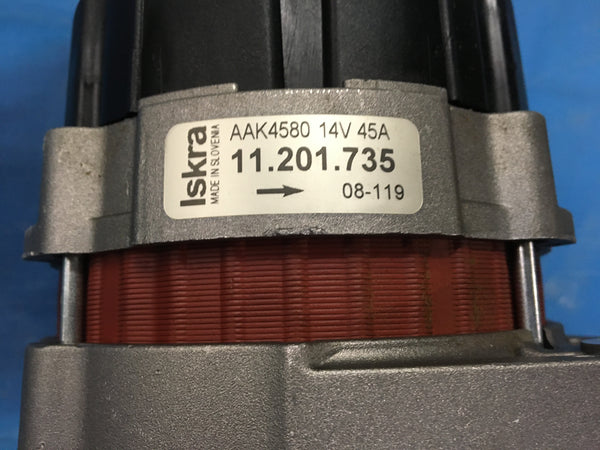 Iskra
MADE IN SLOVENIA
AAK4580 14V 45A
11.201.735
08-119